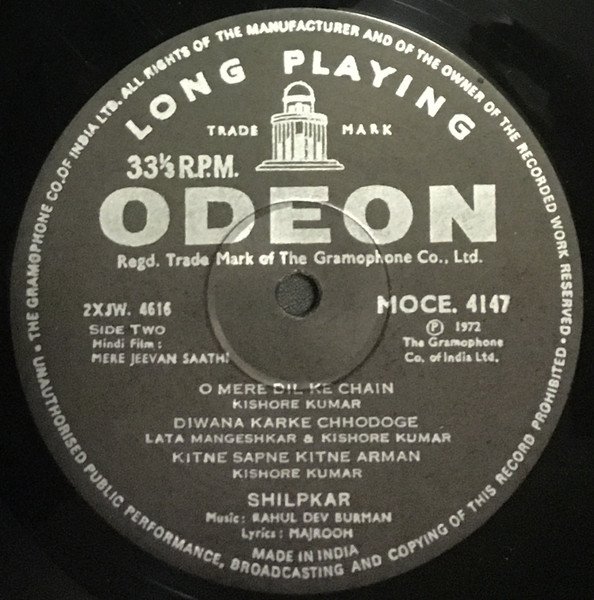 · THE GRAMOPHONE CO. OF INDIA LTD. ALL RIGHTS OF THE MANUFACTURER AND OF THE OWNER OF THE RECORDED WORK RESERVED ·
LONG PLAYING
TRADE MARK
33⅓ R.P.M.
ODEON
Regd. Trade Mark of The Gramophone Co., Ltd.
2XJW. 4616
MOCE. 4147
SIDE TWO
Hindi Film :
MERE JEEVAN SAATHI
Ⓟ 1972
The Gramophone
Co. of India Ltd.
O MERE DIL KE CHAIN
KISHORE KUMAR
DIWANA KARKE CHHODOGE
LATA MANGESHKAR & KISHORE KUMAR
KITNE SAPNE KITNE ARMAN
KISHORE KUMAR
SHILPKAR
Music : RAHUL DEV BURMAN
Lyrics : MAJROOH
MADE IN INDIA
UNAUTHORISED PUBLIC PERFORMANCE, BROADCASTING AND COPYING OF THIS RECORD PROHIBITED